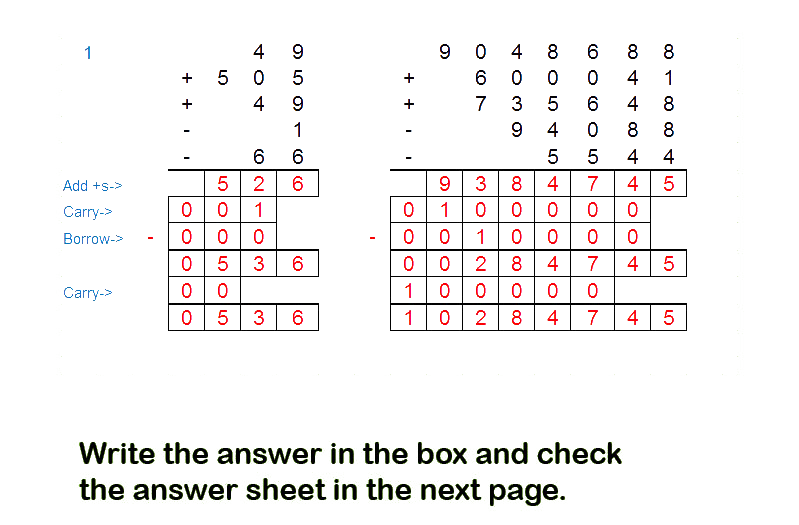 1 4 9 9 0 4 8 6 8 8
+ 5 0 5 + 6 0 0 0 4 1
+ 4 9 + 7 3 5 6 4 8
- 1 - 9 4 0 8 8
- 6 6 - 5 5 4 4
Add +s-> 5 2 6 9 3 8 4 7 4 5
Carry-> 0 0 1 0 1 0 0 0 0 0
Borrow-> - 0 0 0 - 0 0 1 0 0 0 0
0 5 3 6 0 0 2 8 4 7 4 5
Carry-> 0 0 1 0 0 0 0 0
0 5 3 6 1 0 2 8 4 7 4 5
Write the answer in the box and check
the answer sheet in the next page.